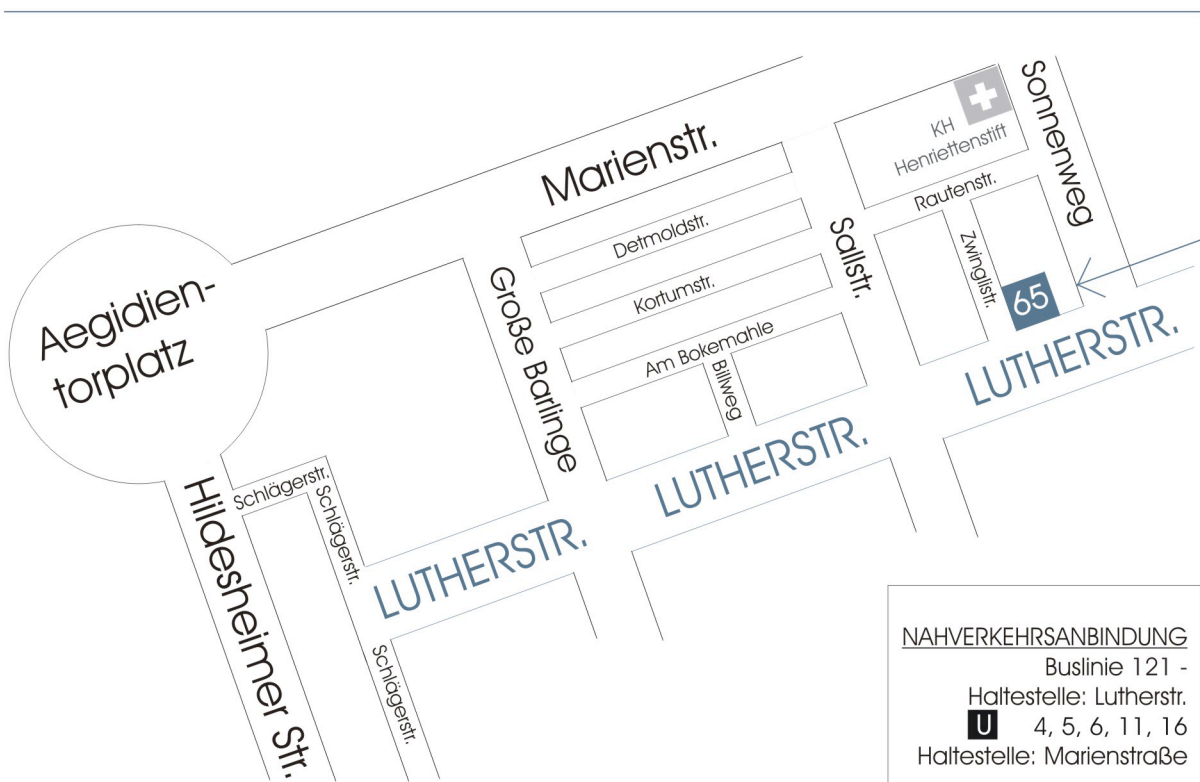 Sonnenweg
KH
Henriettenstift
Marienstr.
Rautenstr.
Detmoldstr.
Sallstr.
Zwinglistr.
Große Barlinge
Kortumstr.
65
Aegidien-
torplatz
Am Bokemahle
Billweg
LUTHERSTR.
LUTHERSTR.
LUTHERSTR.
Hildesheimer Str.
Schlägerstr.
Schlägerstr.
Schlägerstr.
NAHVERKEHRSANBINDUNG
Buslinie 121 -
Haltestelle: Lutherstr.
U 4, 5, 6, 11, 16
Haltestelle: Marienstraße